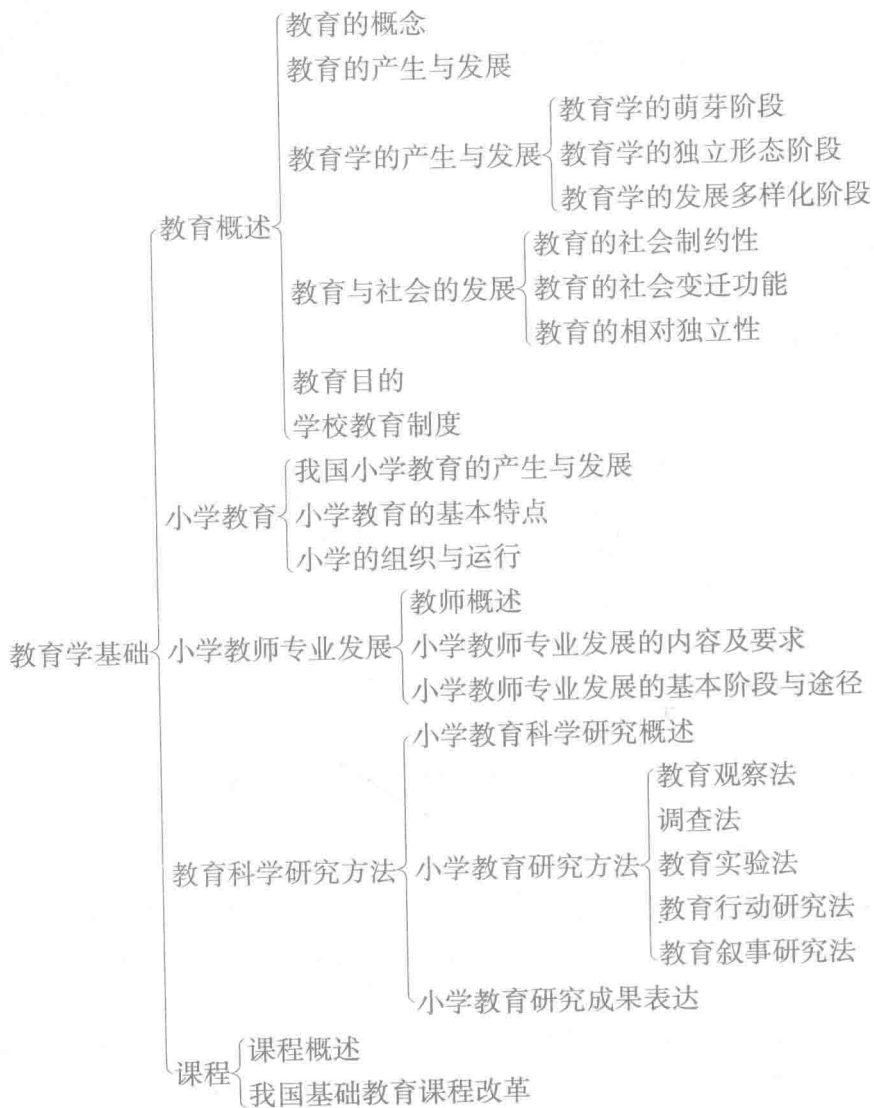 教育学基础
教育概述
教育的概念
教育的产生与发展
教育学的产生与发展
教育学的萌芽阶段
教育学的独立形态阶段
教育学的发展多样化阶段
教育与社会的发展
教育的社会制约性
教育的社会变迁功能
教育的相对独立性
教育目的
学校教育制度
小学教育
我国小学教育的产生与发展
小学教育的基本特点
小学的组织与运行
小学教师专业发展
教师概述
小学教师专业发展的内容及要求
小学教师专业发展的基本阶段与途径
教育科学研究方法
小学教育科学研究概述
小学教育研究方法
教育观察法
调查法
教育实验法
教育行动研究法
教育叙事研究法
小学教育研究成果表达
课程
课程概述
我国基础教育课程改革